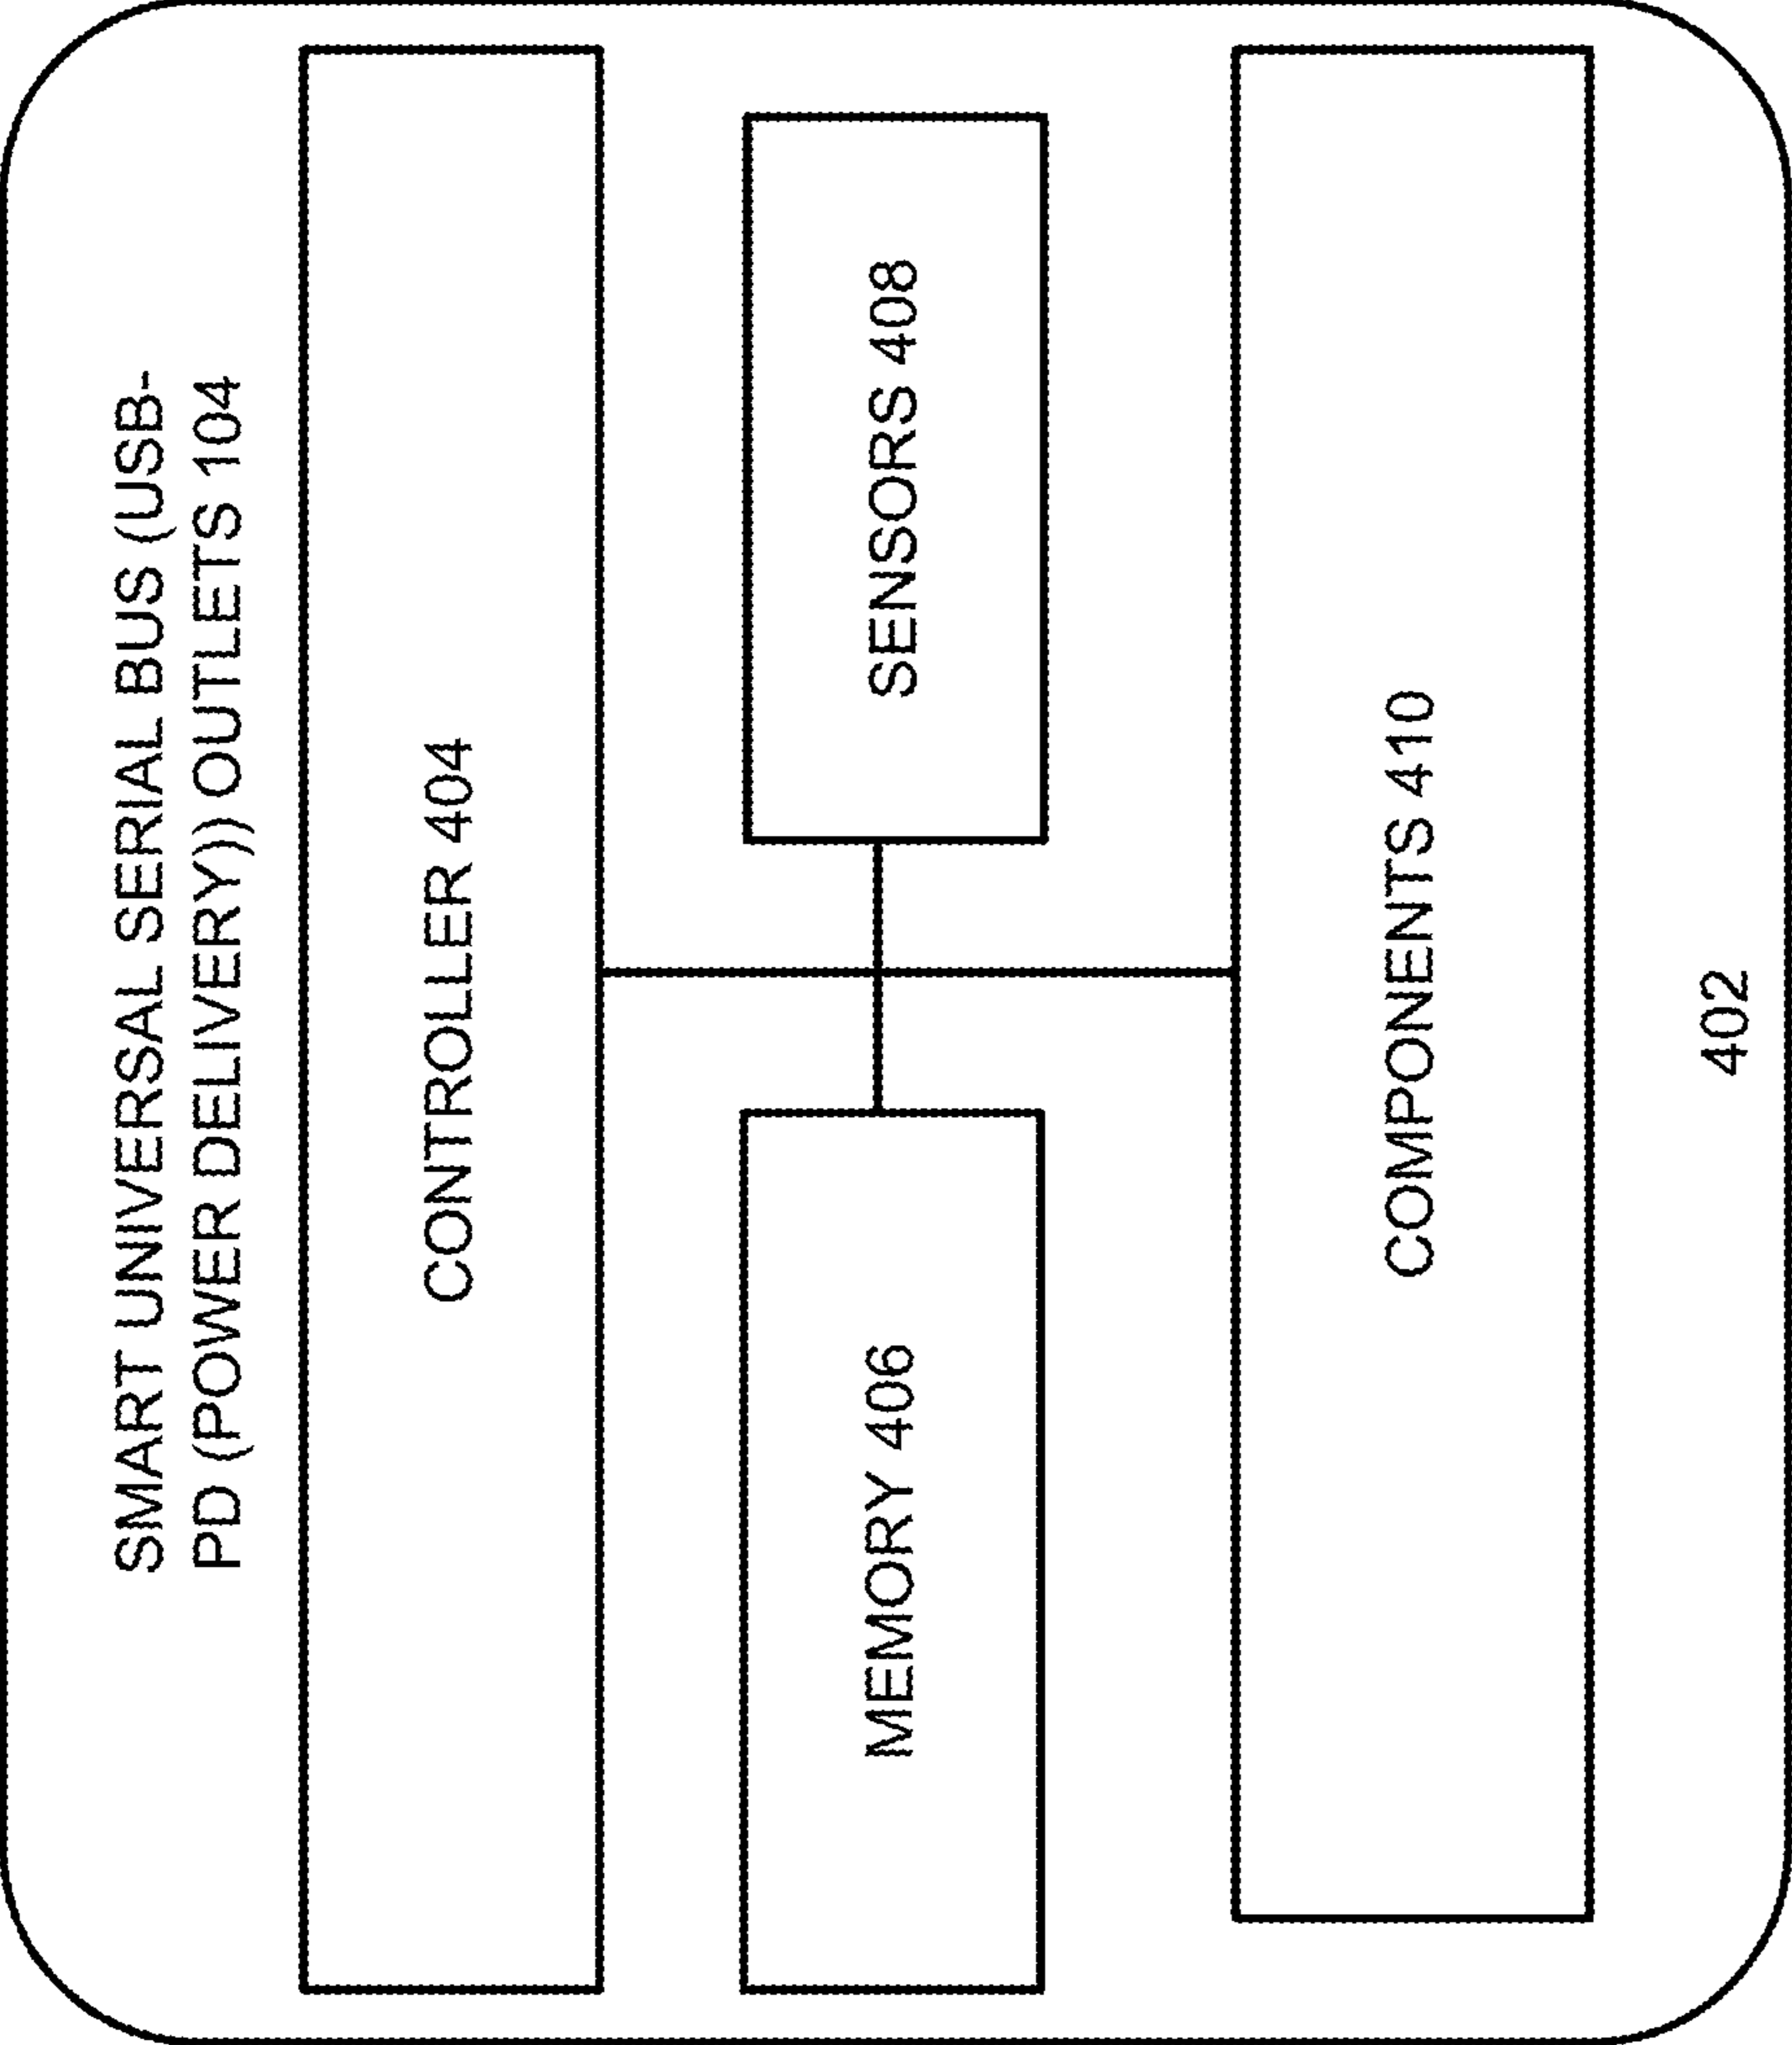 SMART UNIVERSAL SERIAL BUS (USB-
PD (POWER DELIVERY)) OUTLETS 104
CONTROLLER 404
MEMORY 406
SENSORS 408
COMPONENTS 410
402